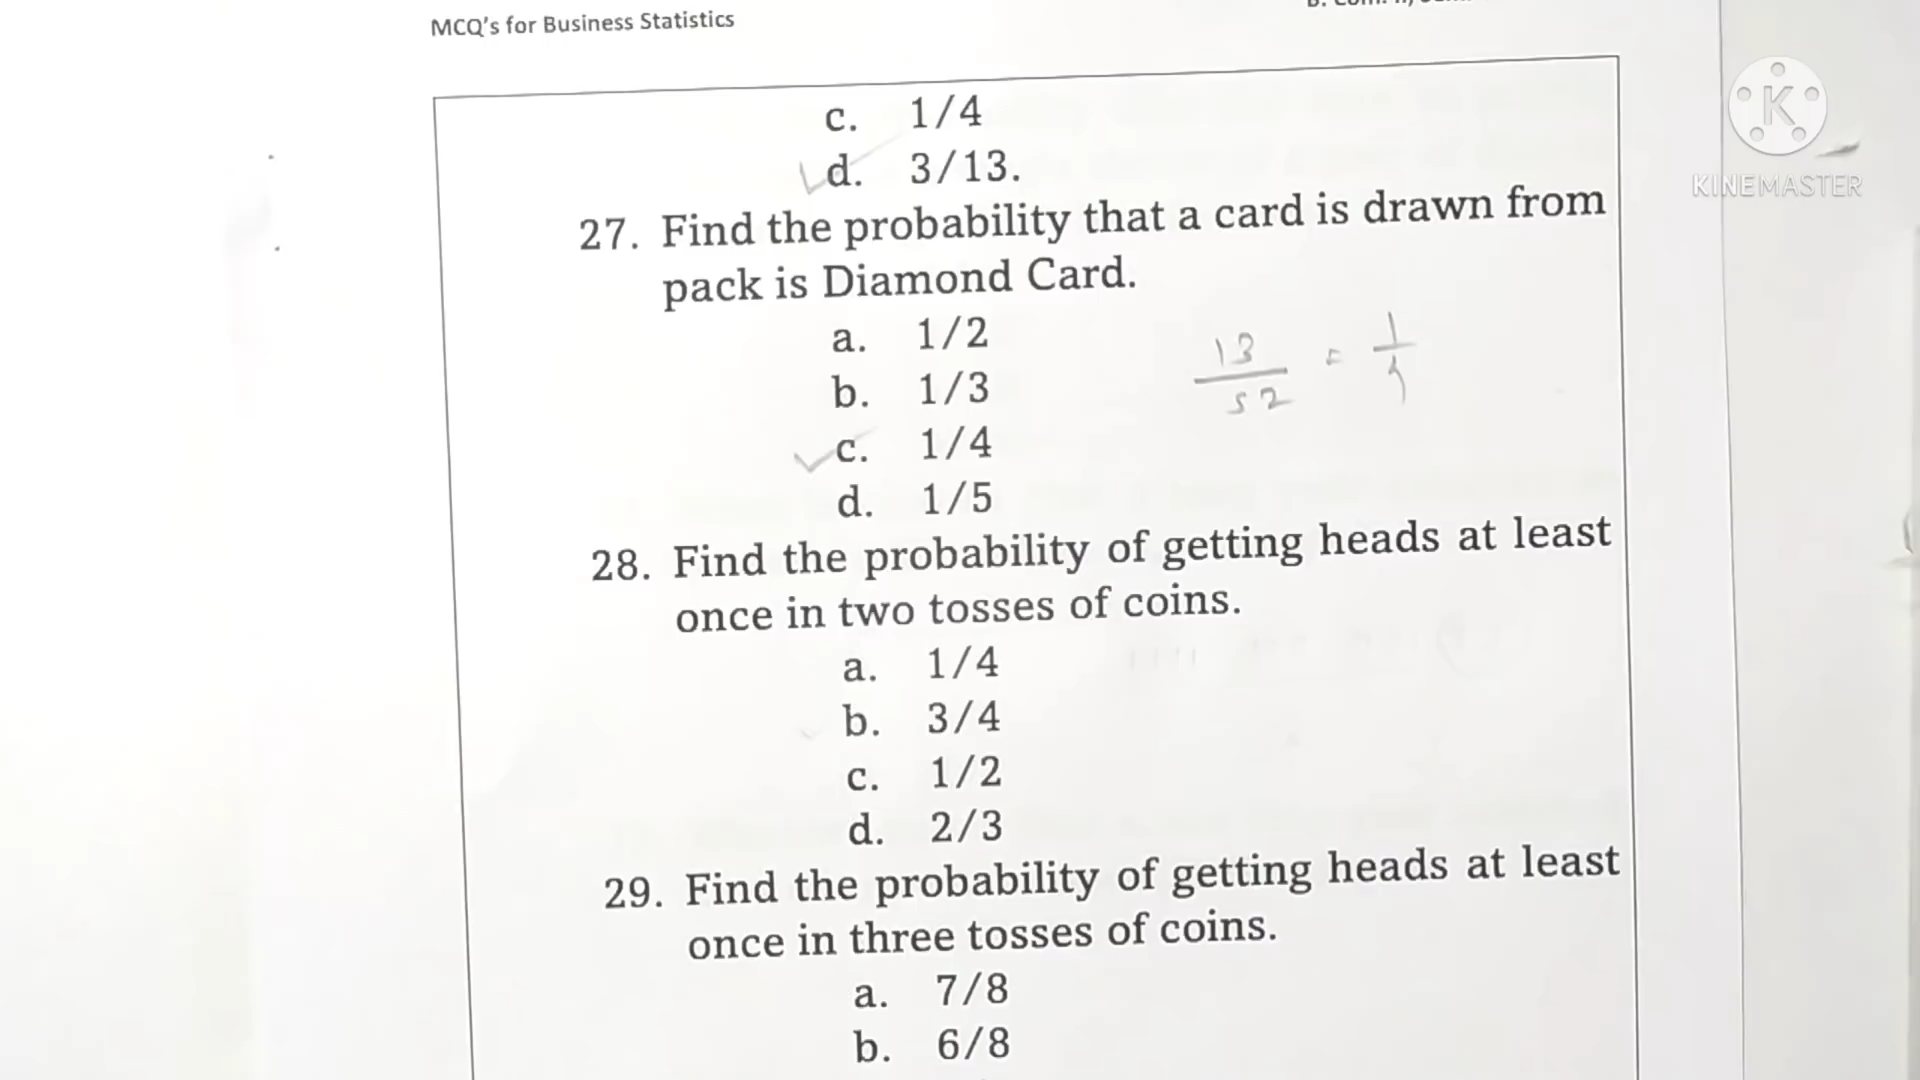 MCQ's for Business Statistics
c. 1/4
d. 3/13.
27. Find the probability that a card is drawn from
pack is Diamond Card.
a. 1/2
b. 1/3
c. 1/4
d. 1/5
13/52 = 1/4
28. Find the probability of getting heads at least
once in two tosses of coins.
a. 1/4
b. 3/4
c. 1/2
d. 2/3
29. Find the probability of getting heads at least
once in three tosses of coins.
a. 7/8
b. 6/8
K
KINEMASTER